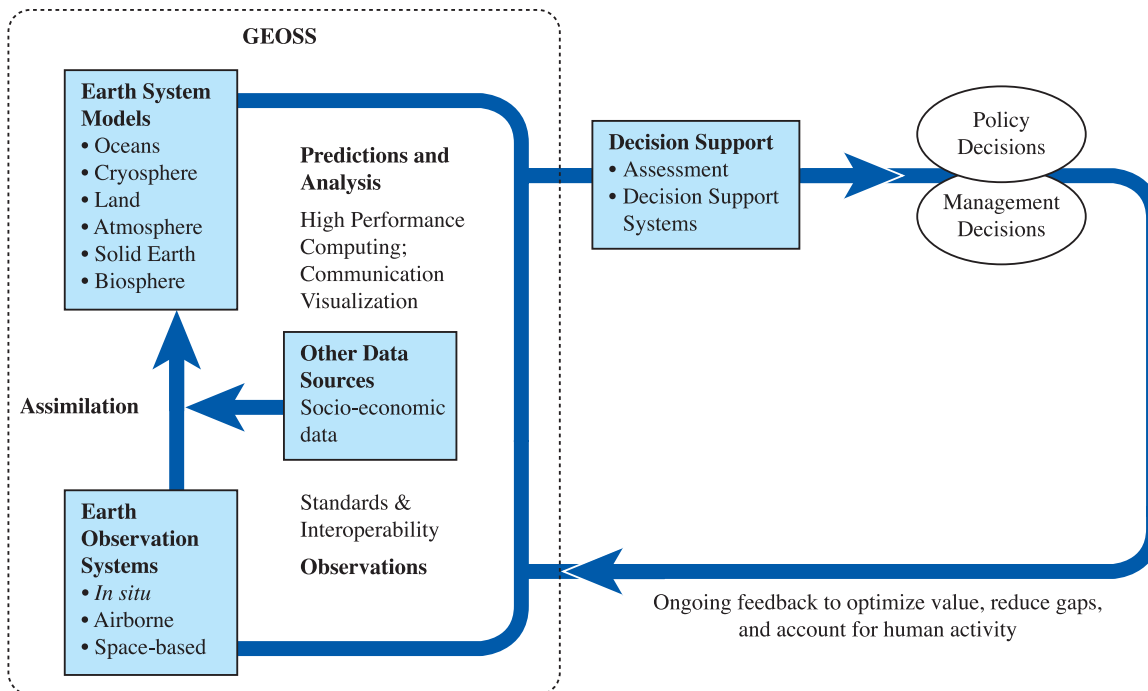 GEOSS
Earth System
Models
• Oceans
• Cryosphere
• Land
• Atmosphere
• Solid Earth
• Biosphere
Predictions and
Analysis
High Performance
Computing;
Communication
Visualization
Other Data
Sources
Socio-economic
data
Assimilation
Earth
Observation
Systems
• In situ
• Airborne
• Space-based
Standards &
Interoperability
Observations
Decision Support
• Assessment
• Decision Support
Systems
Policy
Decisions
Management
Decisions
Ongoing feedback to optimize value, reduce gaps,
and account for human activity